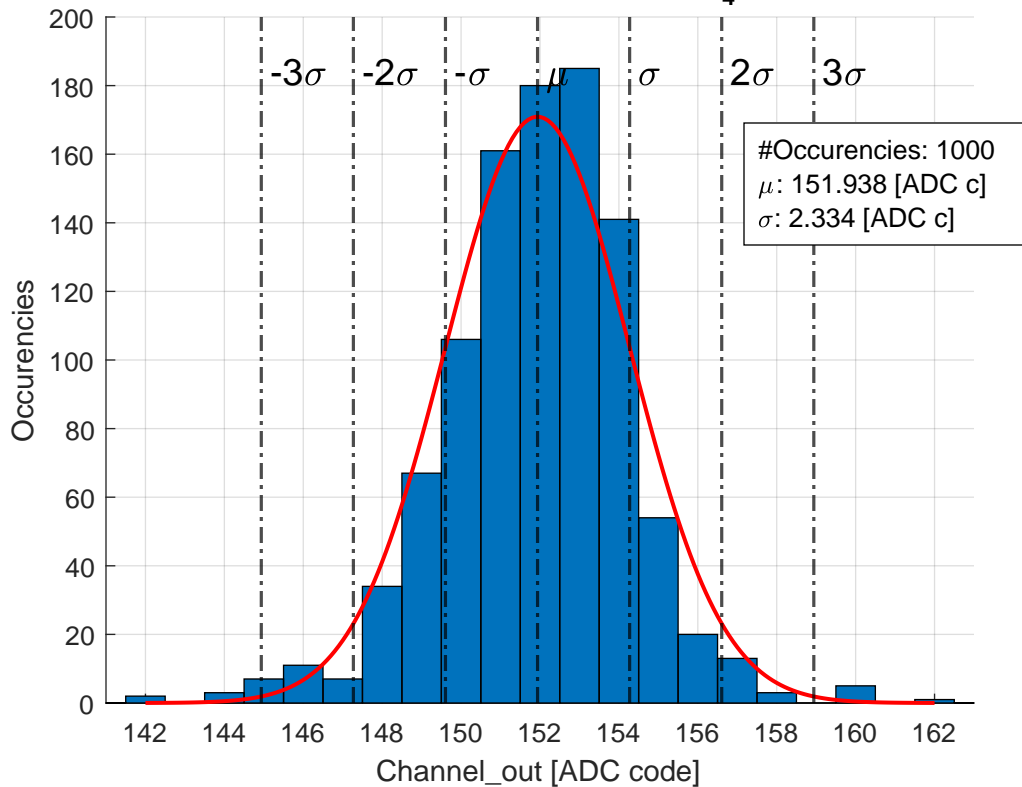 4
200
180
160
140
120
100
80
60
40
20
0
Occurencies
-3σ
-2σ
-σ
μ
σ
2σ
3σ
#Occurencies: 1000
μ: 151.938 [ADC c]
σ: 2.334 [ADC c]
142 144 146 148 150 152 154 156 158 160 162
Channel_out [ADC code]